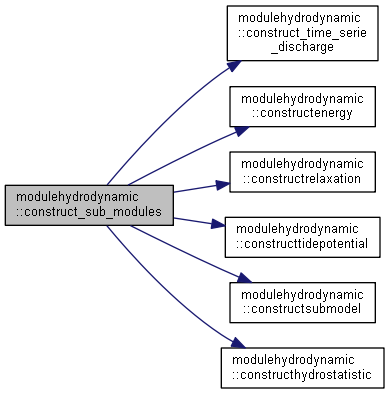 modulehydrodynamic
::construct_time_serie
_discharge
modulehydrodynamic
::constructenergy
modulehydrodynamic
::constructrelaxation
modulehydrodynamic
::construct_sub_modules
modulehydrodynamic
::constructtidepotential
modulehydrodynamic
::constructsubmodel
modulehydrodynamic
::constructhydrostatistic